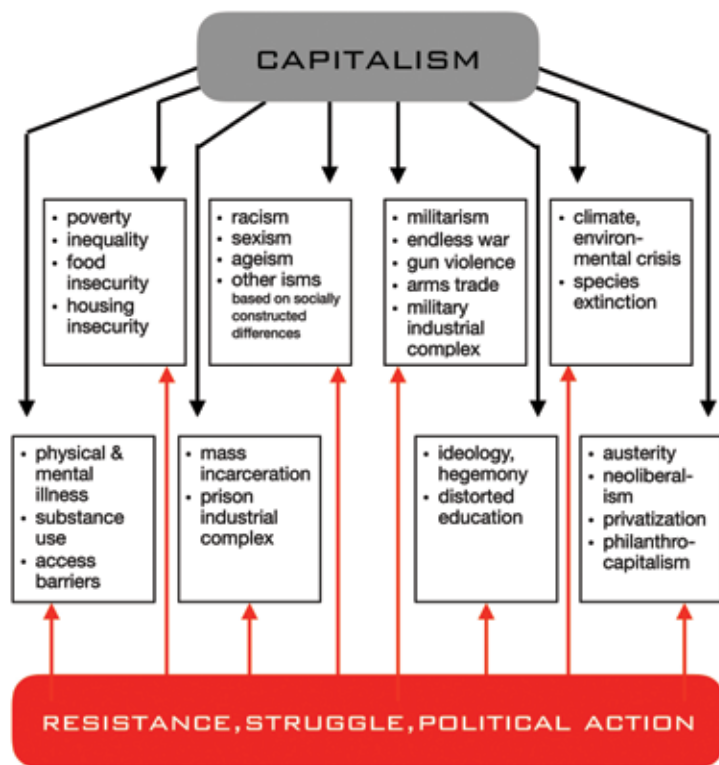 CAPITALISM
• poverty
• inequality
• food
insecurity
• housing
insecurity
• racism
• sexism
• ageism
• other isms
based on socially
constructed
differences
• militarism
• endless war
• gun violence
• arms trade
• military
industrial
complex
• climate,
environ-
mental crisis
• species
extinction
• physical &
mental
illness
• substance
use
• access
barriers
• mass
incarceration
• prison
industrial
complex
• ideology,
hegemony
• distorted
education
• austerity
• neoliberal-
ism
• privatization
• philanthro-
capitalism
RESISTANCE,STRUGGLE,POLITICAL ACTION